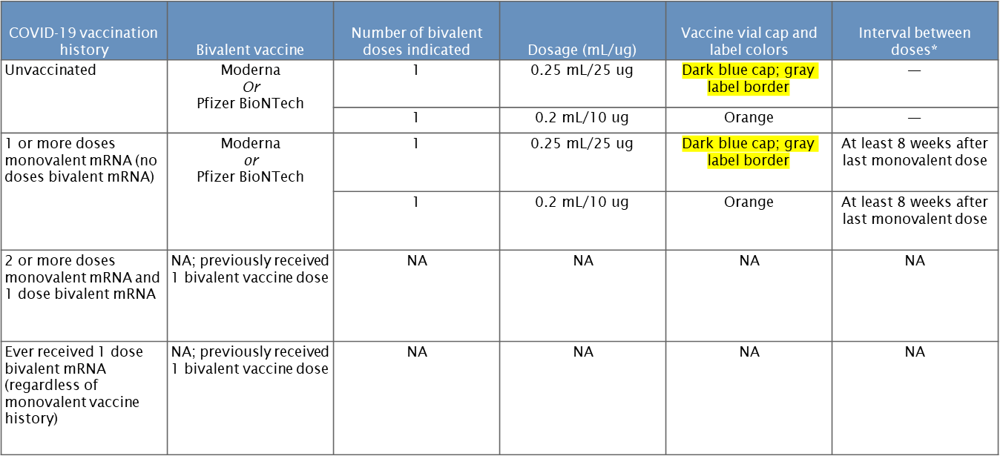 COVID-19 vaccination
history
Bivalent vaccine
Number of bivalent
doses indicated
Dosage (mL/ug)
Vaccine vial cap and
label colors
Interval between
doses*
Unvaccinated
Moderna
Or
Pfizer BioNTech
1
0.25 mL/25 ug
Dark blue cap; gray
label border
—
1
0.2 mL/10 ug
Orange
—
1 or more doses
monovalent mRNA (no
doses bivalent mRNA)
Moderna
or
Pfizer BioNTech
1
0.25 mL/25 ug
Dark blue cap; gray
label border
At least 8 weeks after
last monovalent dose
1
0.2 mL/10 ug
Orange
At least 8 weeks after
last monovalent dose
2 or more doses
monovalent mRNA and
1 dose bivalent mRNA
NA; previously received
1 bivalent vaccine dose
NA
NA
NA
NA
Ever received 1 dose
bivalent mRNA
(regardless of
monovalent vaccine
history)
NA; previously received
1 bivalent vaccine dose
NA
NA
NA
NA